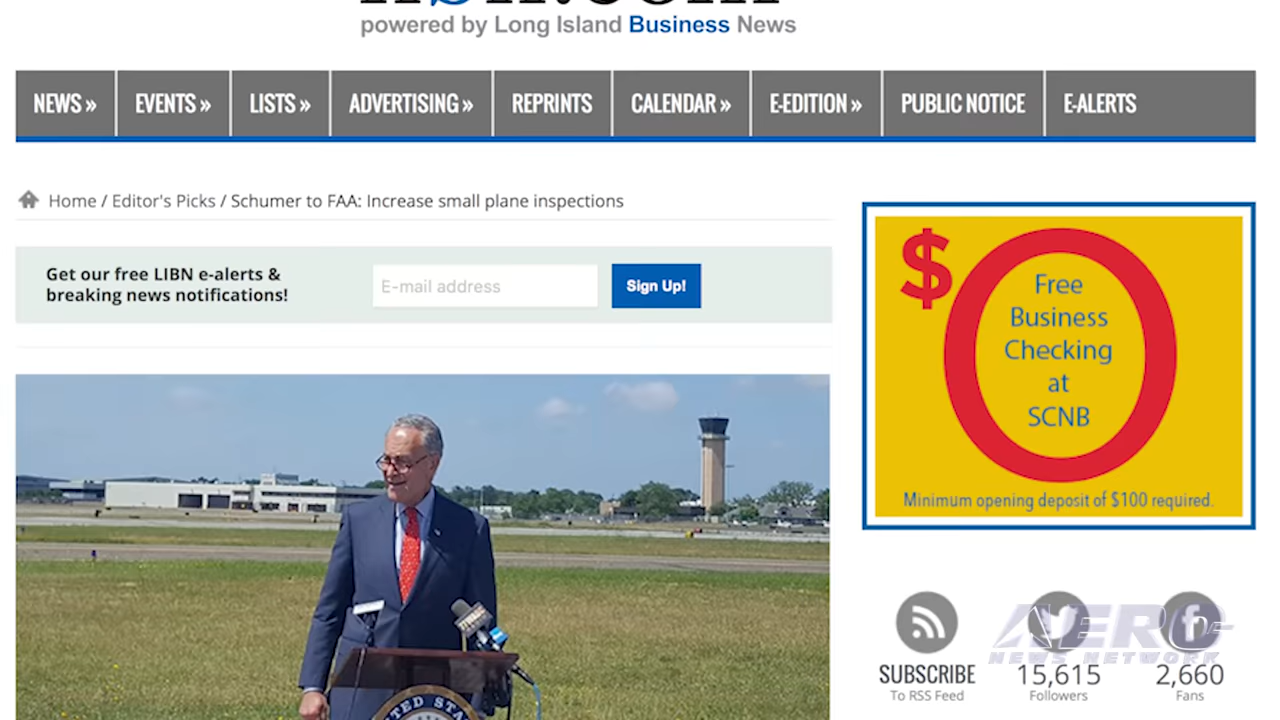 powered by Long Island Business News
NEWS » EVENTS » LISTS » ADVERTISING » REPRINTS CALENDAR » E-EDITION » PUBLIC NOTICE E-ALERTS
Home / Editor's Picks / Schumer to FAA: Increase small plane inspections
Get our free LIBN e-alerts &
breaking news notifications!
E-mail address
Sign Up!
$
Free
Business
Checking
at
SCNB
Minimum opening deposit of $100 required.
AERO
NEWS NETWORK
SUBSCRIBE
To RSS Feed
15,615
Followers
2,660
Fans